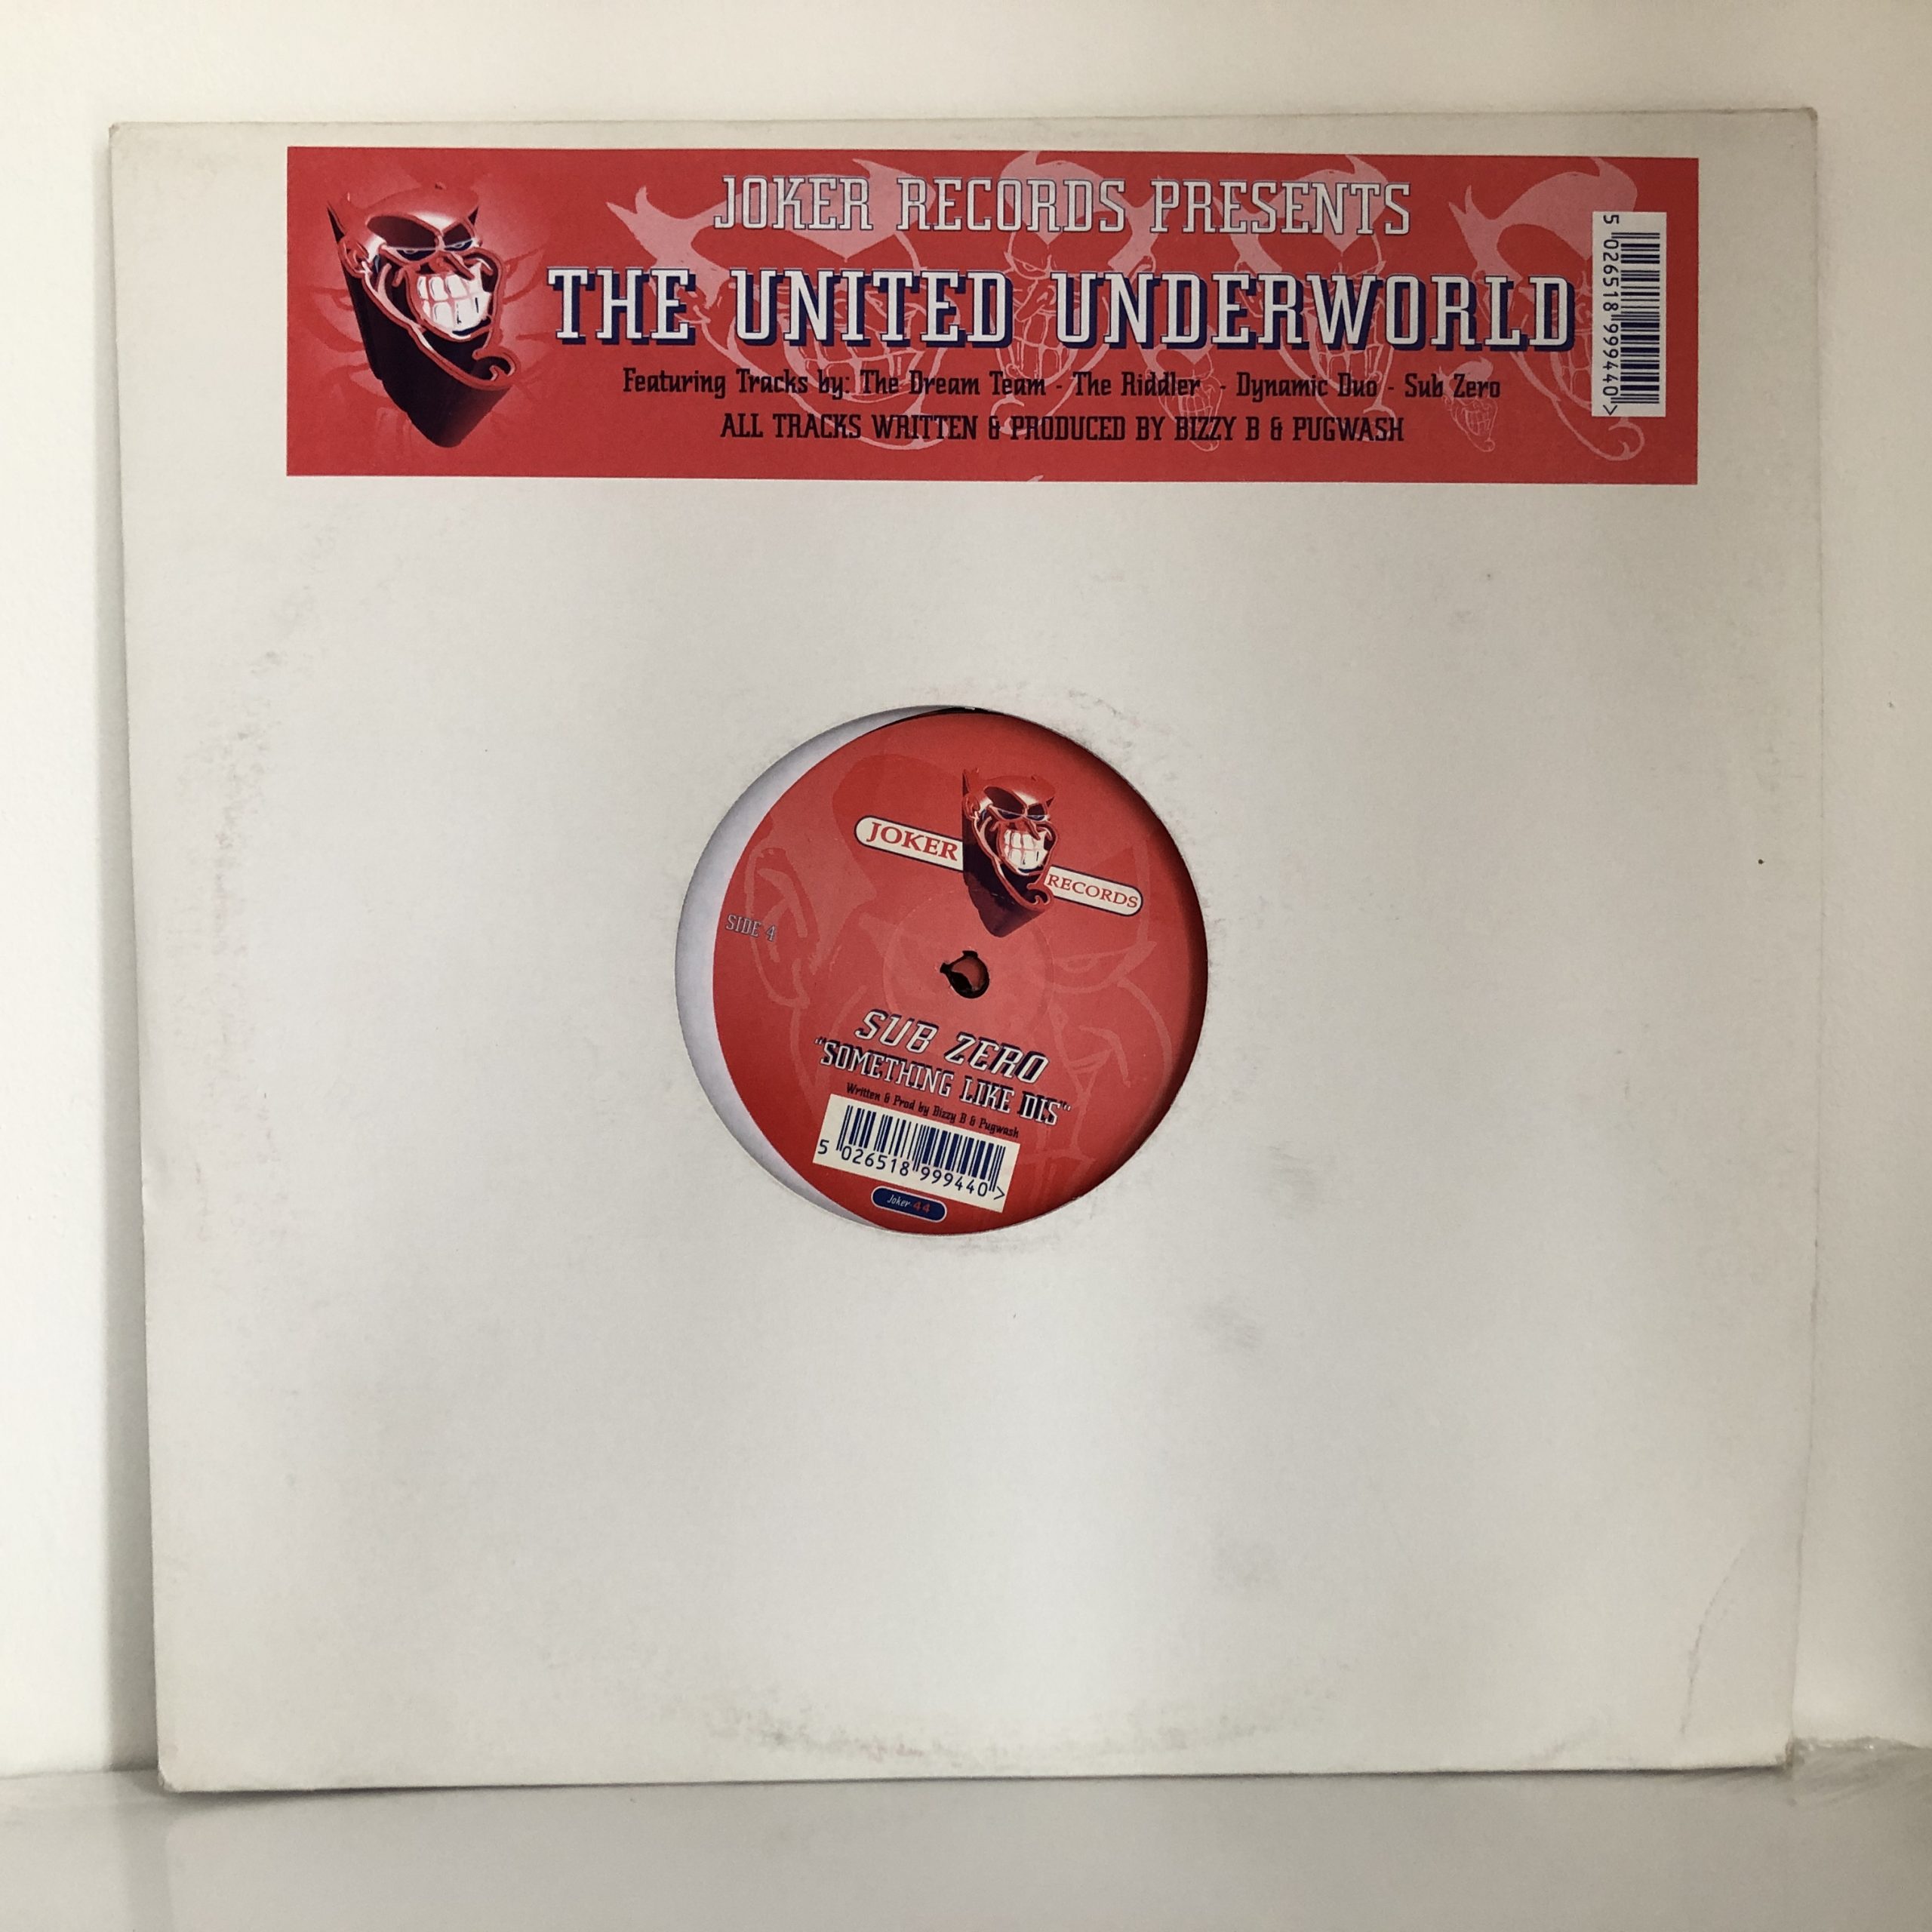 JOKER RECORDS PRESENTS
THE UNITED UNDERWORLD
Featuring Tracks by: The Dream Team - The Riddler - Dynamic Duo - Sub Zero
ALL TRACKS WRITTEN & PRODUCED BY BIZZY B & PUGWASH
5 026518 999440 >
JOKER
RECORDS
SIDE 4
SUB ZERO
"SOMETHING LIKE DIS"
Written & Prod by Bizzy B & Pugwash
5 026518 999440 >
Joker 44